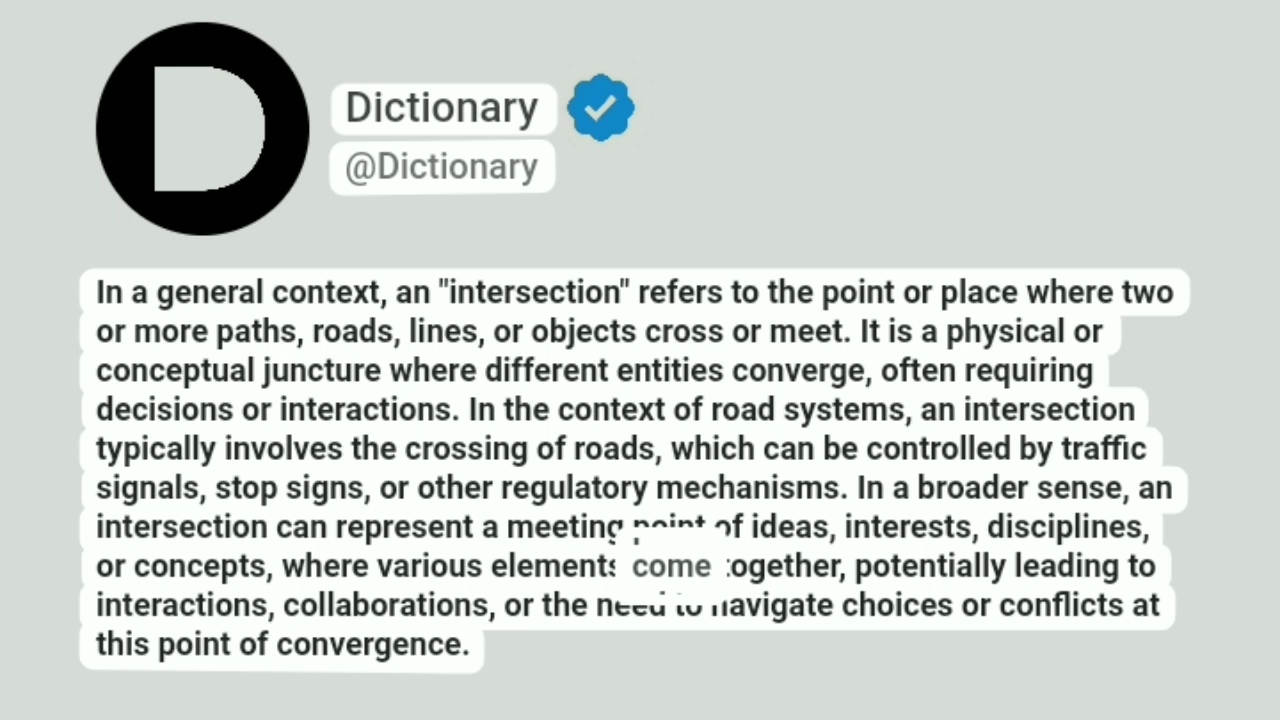 D
Dictionary
@Dictionary
In a general context, an "intersection" refers to the point or place where two
or more paths, roads, lines, or objects cross or meet. It is a physical or
conceptual juncture where different entities converge, often requiring
decisions or interactions. In the context of road systems, an intersection
typically involves the crossing of roads, which can be controlled by traffic
signals, stop signs, or other regulatory mechanisms. In a broader sense, an
intersection can represent a meeting point of ideas, interests, disciplines,
or concepts, where various elements come together, potentially leading to
interactions, collaborations, or the need to navigate choices or conflicts at
this point of convergence.